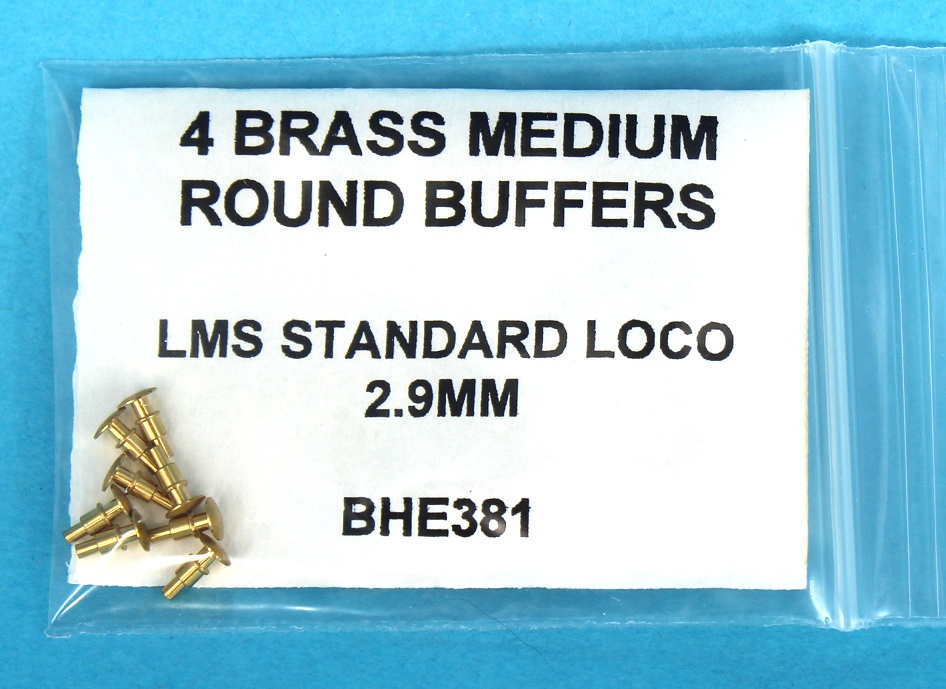 4 BRASS MEDIUM
ROUND BUFFERS
LMS STANDARD LOCO
2.9MM
BHE381